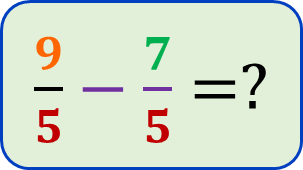 9/5 − 7/5 = ?